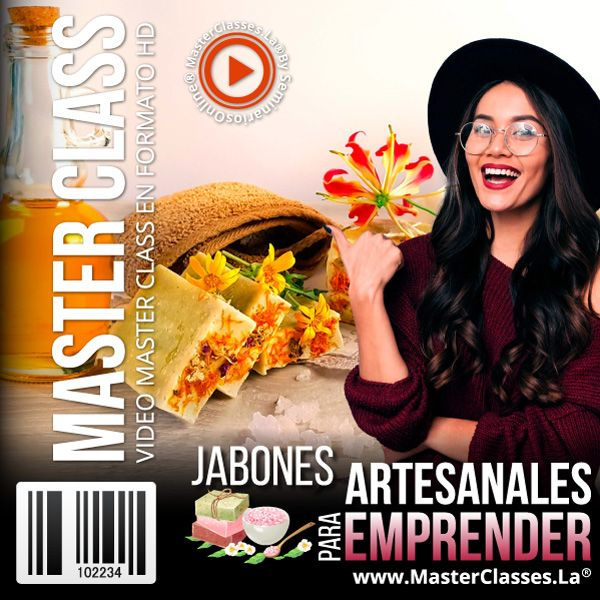 MASTER CLASS
VIDEO MASTER CLASS EN FORMATO HD
MasterClasses.La®By SeminariosOnline®
JABONES
ARTESANALES
PARA
EMPRENDER
102234
www.MasterClasses.La®